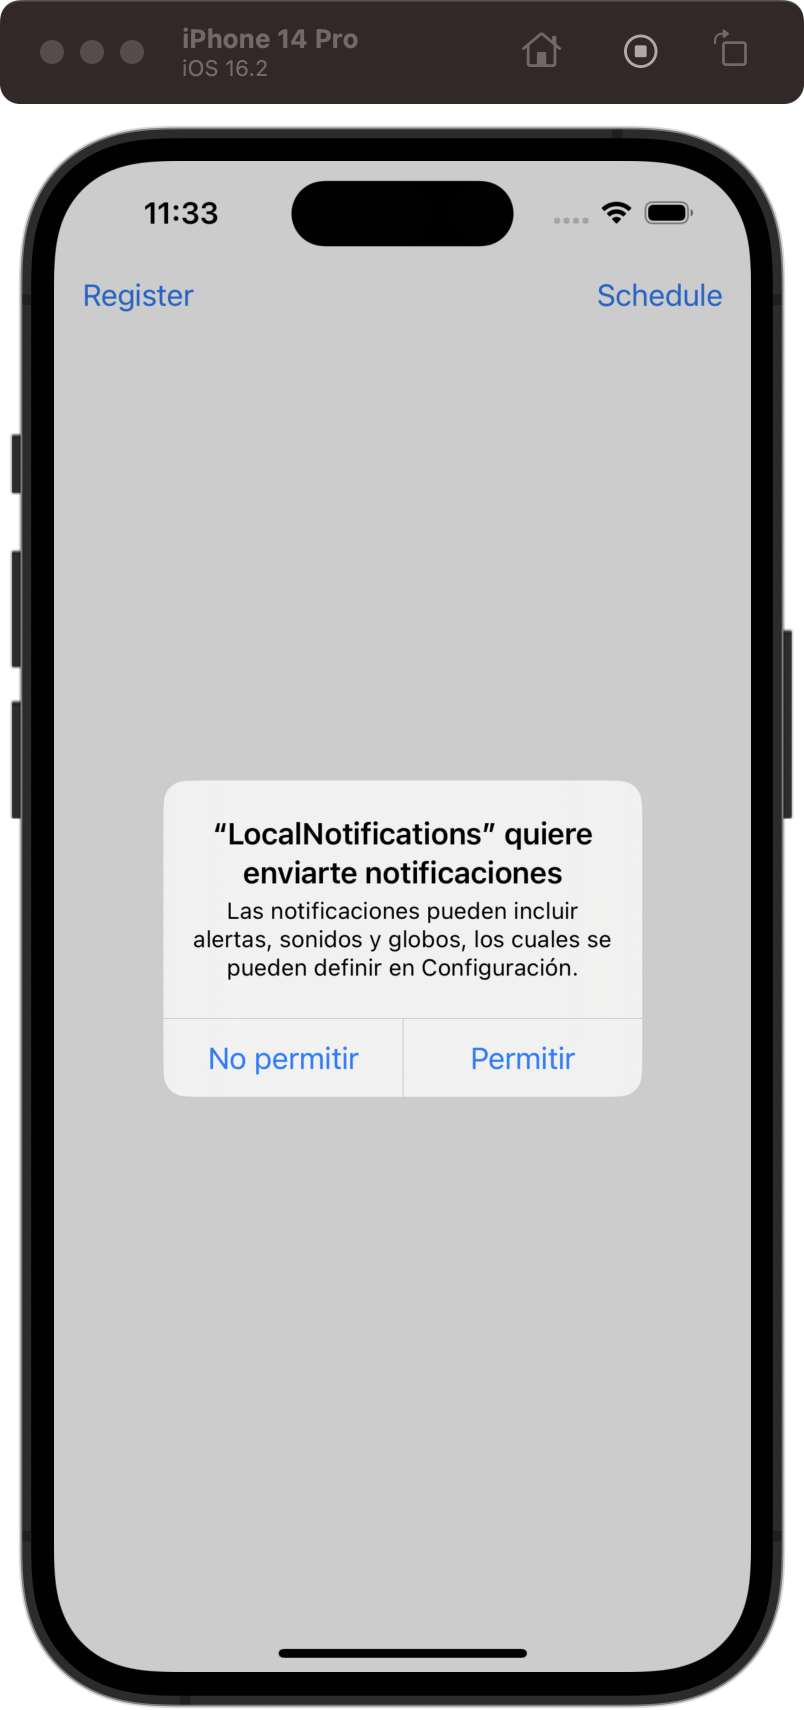 iPhone 14 Pro
iOS 16.2
11:33
Register
Schedule
“LocalNotifications” quiere
enviarte notificaciones
Las notificaciones pueden incluir
alertas, sonidos y globos, los cuales se
pueden definir en Configuración.
No permitir
Permitir